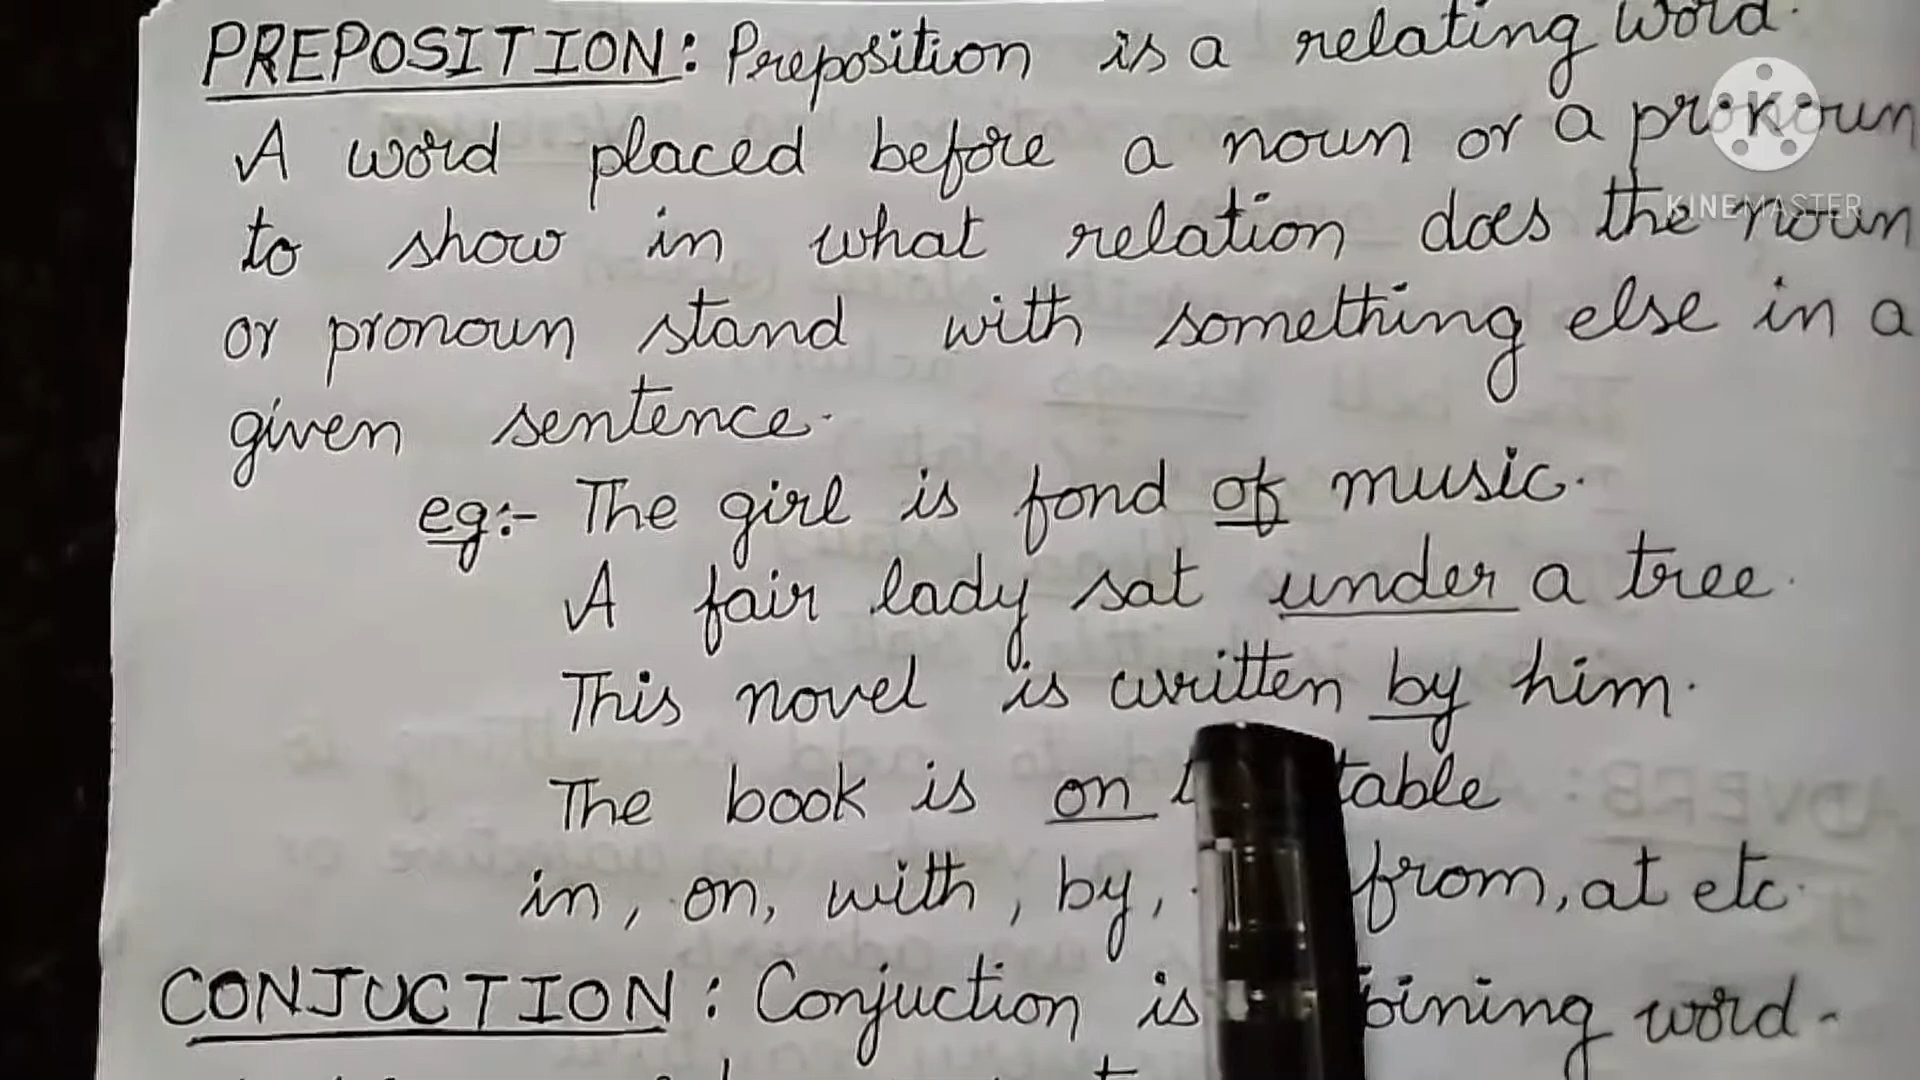 PREPOSITION: Preposition is a relating word.
A word placed before a noun or a pronoun
to show in what relation does the noun
or pronoun stand with something else in a
given sentence.
eg:- The girl is fond of music.
A fair lady sat under a tree.
This novel is written by him.
The book is on table
in, on, with, by, from, at etc.
CONJUCTION: Conjuction is joining word.
K
KINEMASTER